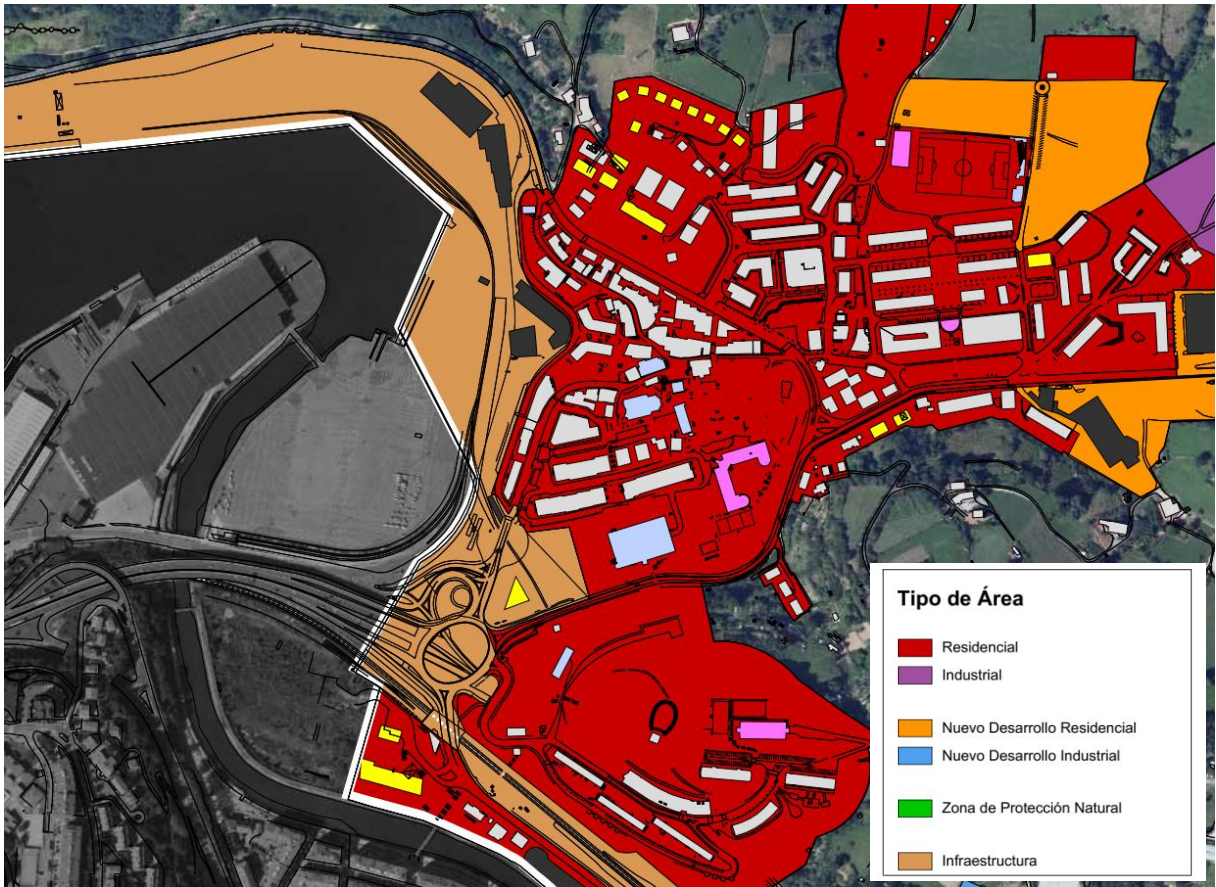 Tipo de Área
Residencial
Industrial
Nuevo Desarrollo Residencial
Nuevo Desarrollo Industrial
Zona de Protección Natural
Infraestructura